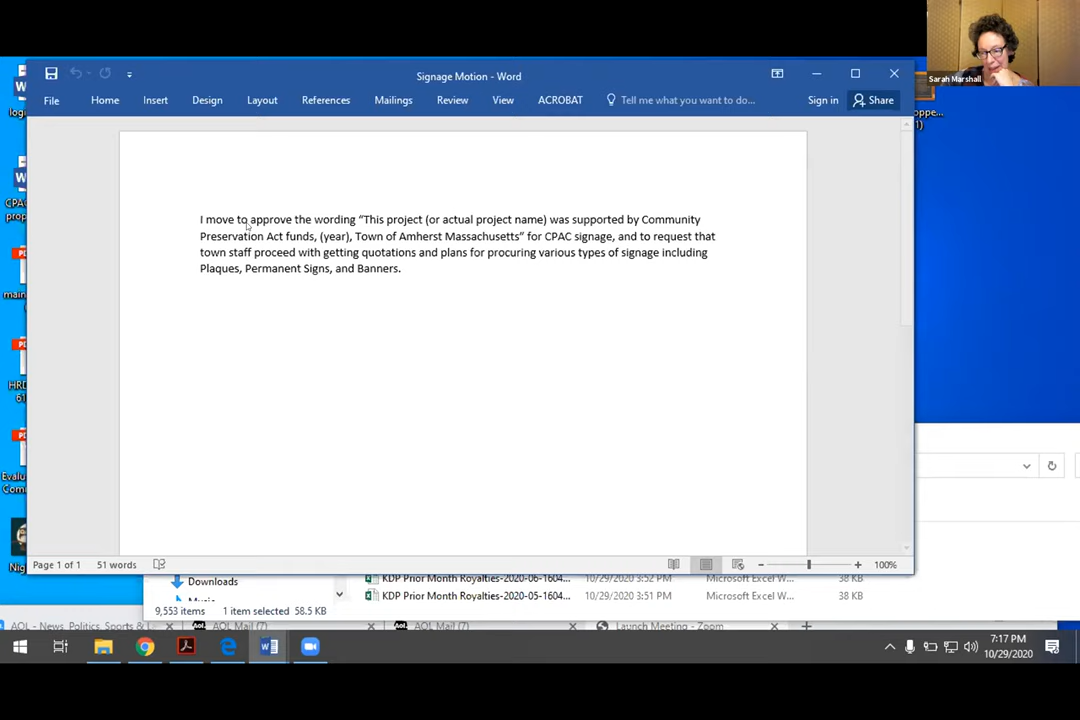 Signage Motion - Word
File Home Insert Design Layout References Mailings Review View ACROBAT Tell me what you want to do... Sign in Share
Sarah Marshall
I move to approve the wording “This project (or actual project name) was supported by Community
Preservation Act funds, (year), Town of Amherst Massachusetts” for CPAC signage, and to request that
town staff proceed with getting quotations and plans for procuring various types of signage including
Plaques, Permanent Signs, and Banners.
Page 1 of 1 51 words 100%
Downloads
Music
KDP Prior Month Royalties-2020-06-1604... 10/29/2020 3:52 PM Microsoft Excel W... 38 KB
KDP Prior Month Royalties-2020-05-1604... 10/29/2020 3:51 PM Microsoft Excel W... 38 KB
9,553 items 1 item selected 58.5 KB
AOL - News, Politics, Sports & L AOL Mail (7) AOL Mail (7) Launch Meeting - Zoom
7:17 PM
10/29/2020